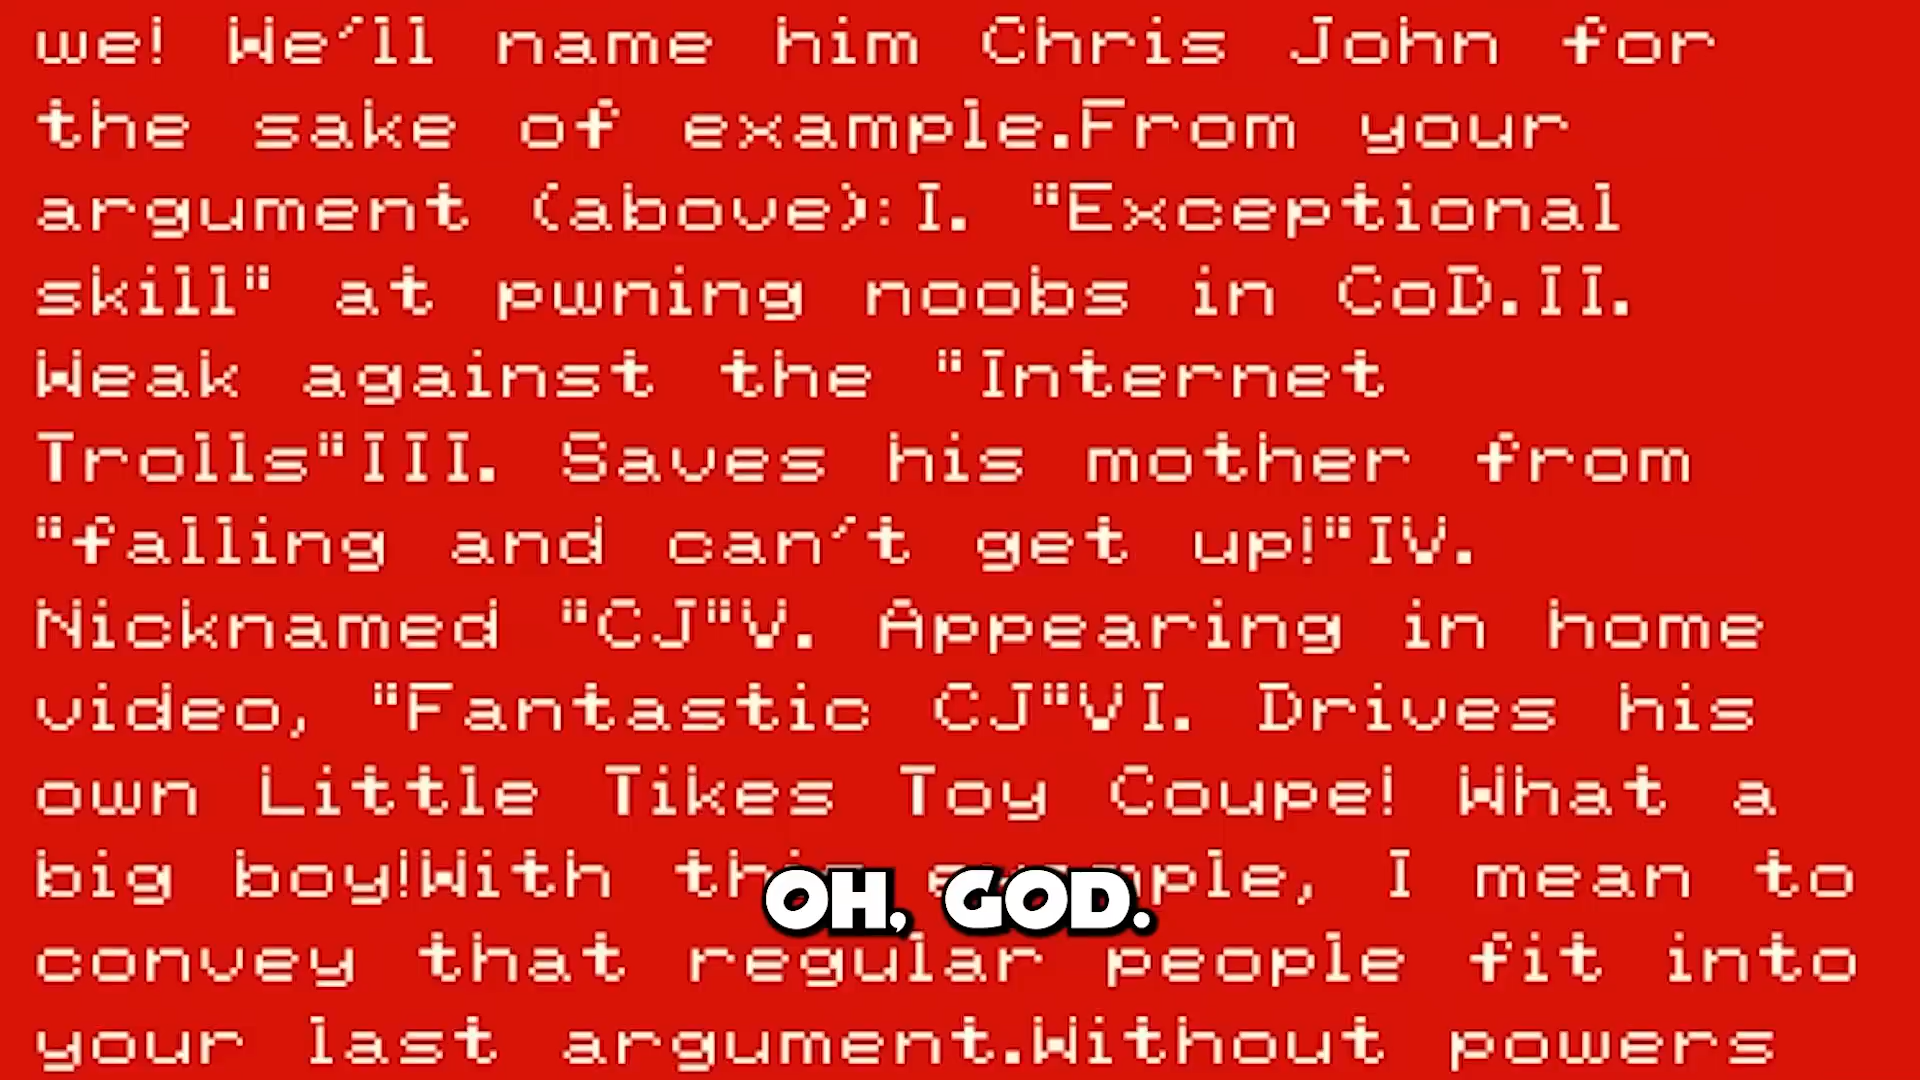 we! We'll name him Chris John for
the sake of example.From your
argument (above):I. "Exceptional
skill" at pwning noobs in CoD.II.
Weak against the "Internet
Trolls"III. Saves his mother from
"falling and can't get up!"IV.
Nicknamed "CJ"V. Appearing in home
video, "Fantastic CJ"VI. Drives his
own Little Tikes Toy Coupe! What a
big boy!With this example, I mean to
OH, GOD.
convey that regular people fit into
your last argument.Without powers